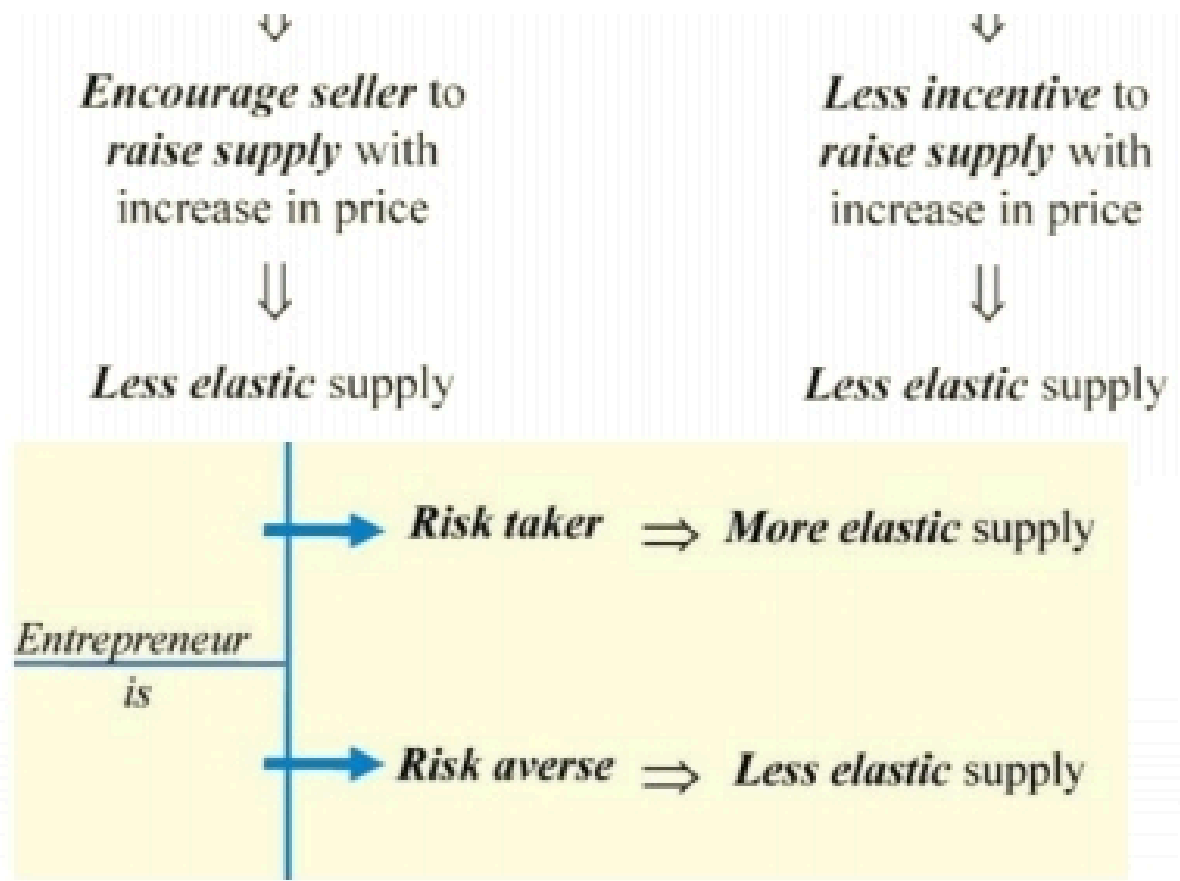 Encourage seller to
raise supply with
increase in price
Less elastic supply
Less incentive to
raise supply with
increase in price
Less elastic supply
Entrepreneur
is
Risk taker ⇒ More elastic supply
Risk averse ⇒ Less elastic supply